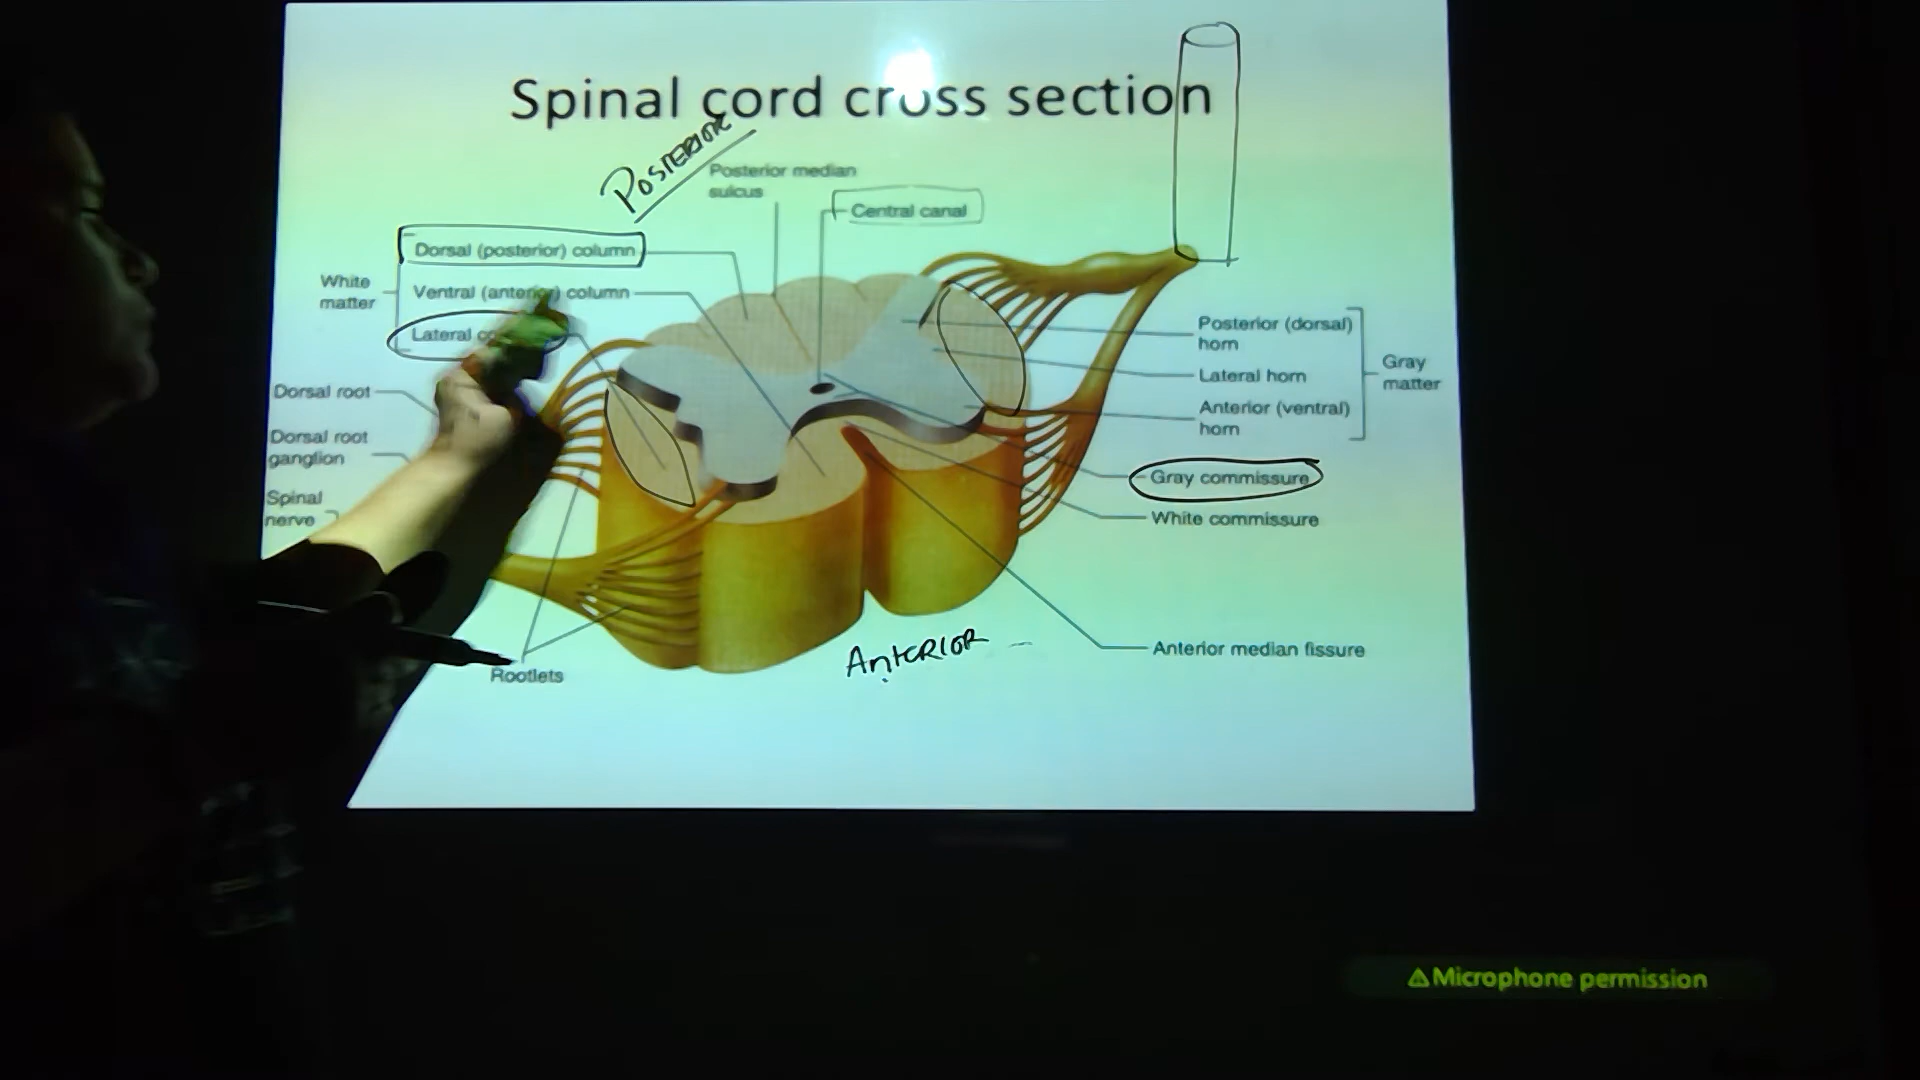 Spinal cord cross section
POSTERIOR
Posterior median
sulcus
Central canal
Dorsal (posterior) column
White
matter
Ventral (anterior) column
Lateral
Dorsal root
Dorsal root
ganglion
Spinal
nerve
Rootlets
Posterior (dorsal)
horn
Lateral horn
Anterior (ventral)
horn
Gray
matter
Gray commissure
White commissure
Anterior median fissure
ANTERIOR
Microphone permission